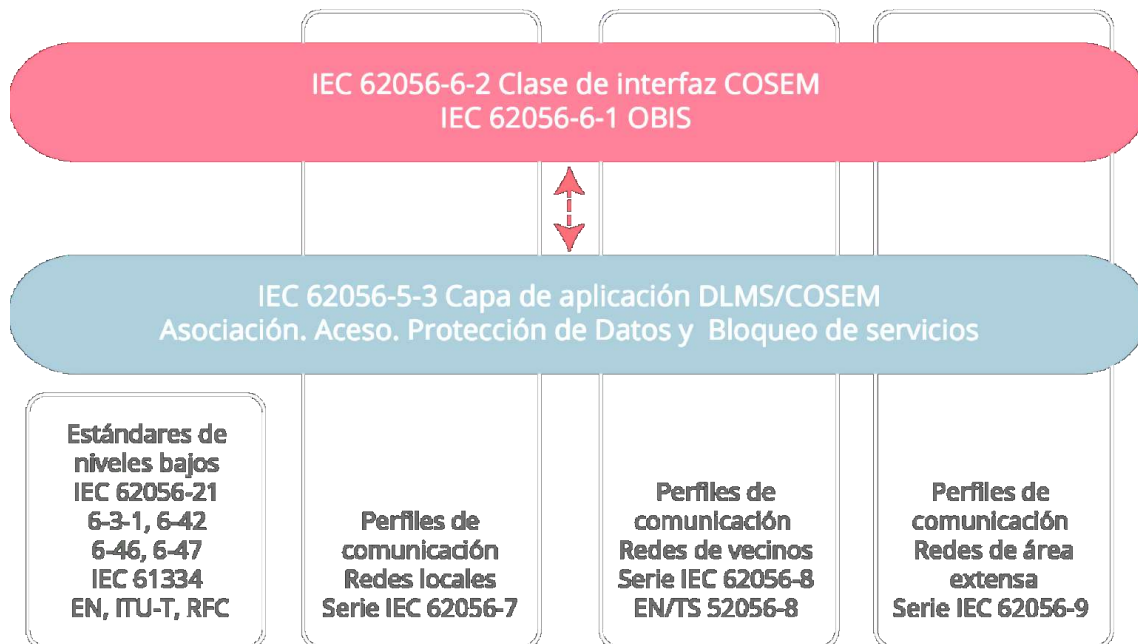 IEC 62056-6-2 Clase de interfaz COSEM
IEC 62056-6-1 OBIS
IEC 62056-5-3 Capa de aplicación DLMS/COSEM
Asociación. Aceso. Protección de Datos y Bloqueo de servicios
Estándares de
niveles bajos
IEC 62056-21
6-3-1, 6-42
6-46, 6-47
IEC 61334
EN, ITU-T, RFC
Perfiles de
comunicación
Redes locales
Serie IEC 62056-7
Perfiles de
comunicación
Redes de vecinos
Serie IEC 62056-8
EN/TS 52056-8
Perfiles de
comunicación
Redes de área
extensa
Serie IEC 62056-9